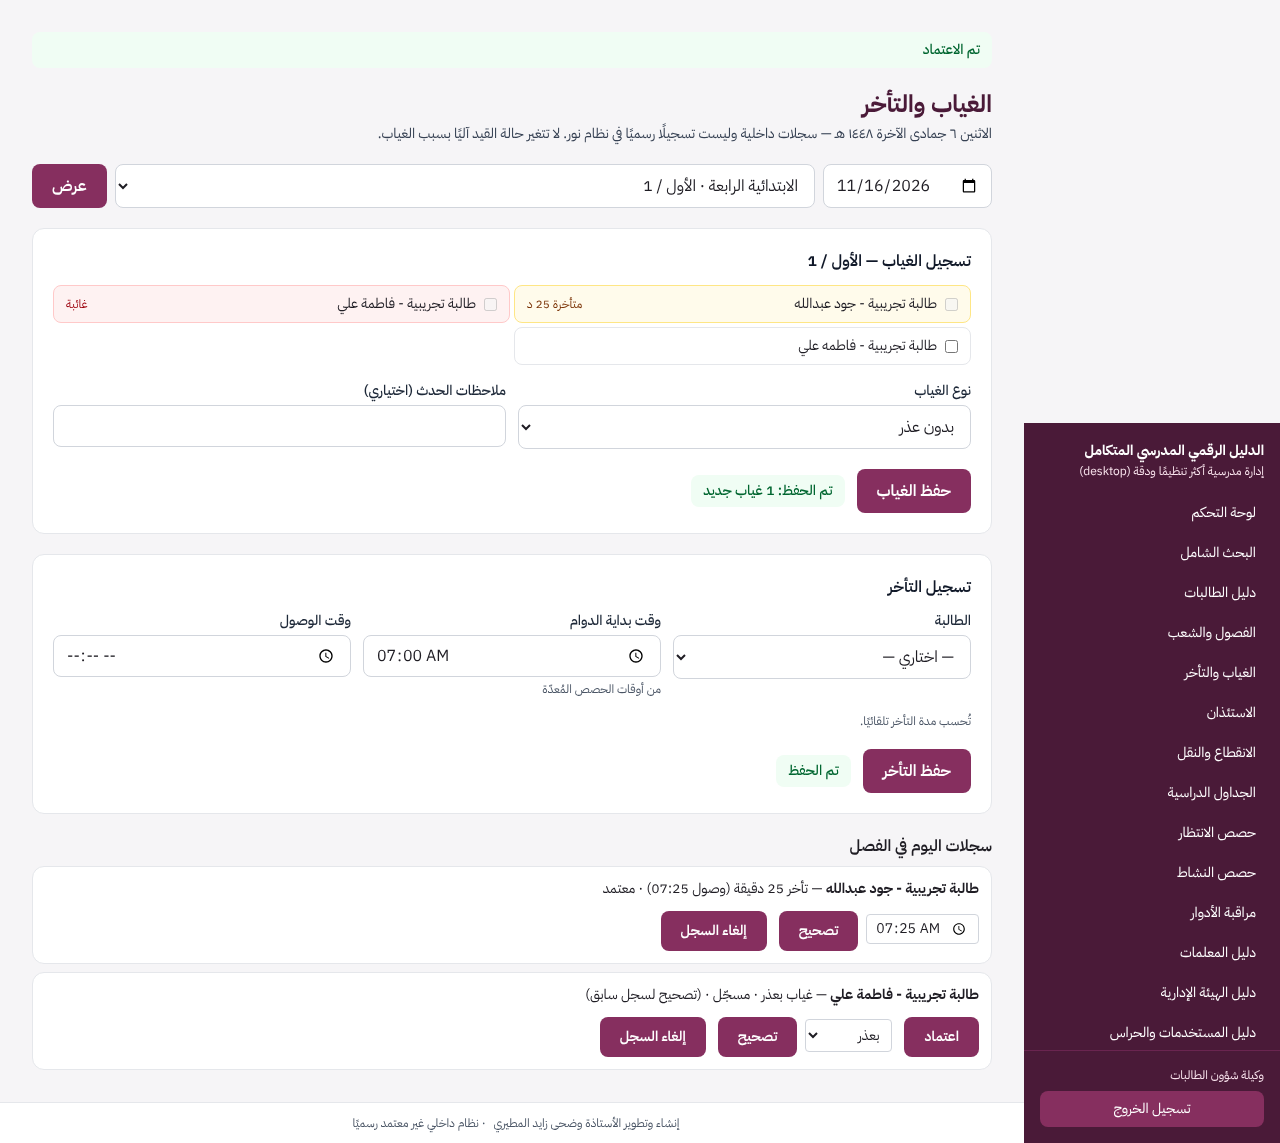 تم الاعتماد
الغياب والتأخر
الاثنين ٦ جمادى الآخرة ١٤٤٨ هـ — سجلات داخلية وليست تسجيلًا رسميًا في نظام نور. لا تتغير حالة القيد آليًا بسبب الغياب.
11/16/2026
الابتدائية الرابعة · الأول / 1
عرض
تسجيل الغياب — الأول / 1
طالبة تجريبية - جود عبدالله
متأخرة 25 د
طالبة تجريبية - فاطمة علي
غائبة
طالبة تجريبية - فاطمه علي
نوع الغياب
ملاحظات الحدث (اختياري)
بدون عذر
حفظ الغياب
تم الحفظ: 1 غياب جديد
تسجيل التأخر
الطالبة
وقت بداية الدوام
وقت الوصول
— اختاري —
07:00 AM
--:-- --
من أوقات الحصص المُعدّة
تُحسب مدة التأخر تلقائيًا.
حفظ التأخر
تم الحفظ
سجلات اليوم في الفصل
طالبة تجريبية - جود عبدالله — تأخر 25 دقيقة (وصول 07:25) · معتمد
07:25 AM
تصحيح
إلغاء السجل
طالبة تجريبية - فاطمة علي — غياب بعذر · مسجّل · (تصحيح لسجل سابق)
اعتماد
بعذر
تصحيح
إلغاء السجل
الدليل الرقمي المدرسي المتكامل
إدارة مدرسية أكثر تنظيمًا ودقة (desktop)
لوحة التحكم
البحث الشامل
دليل الطالبات
الفصول والشعب
الغياب والتأخر
الاستئذان
الانقطاع والنقل
الجداول الدراسية
حصص الانتظار
حصص النشاط
مراقبة الأدوار
دليل المعلمات
دليل الهيئة الإدارية
دليل المستخدمات والحراس
وكيلة شؤون الطالبات
تسجيل الخروج
إنشاء وتطوير الأستاذة وضحى زايد المطيري · نظام داخلي غير معتمد رسميًا